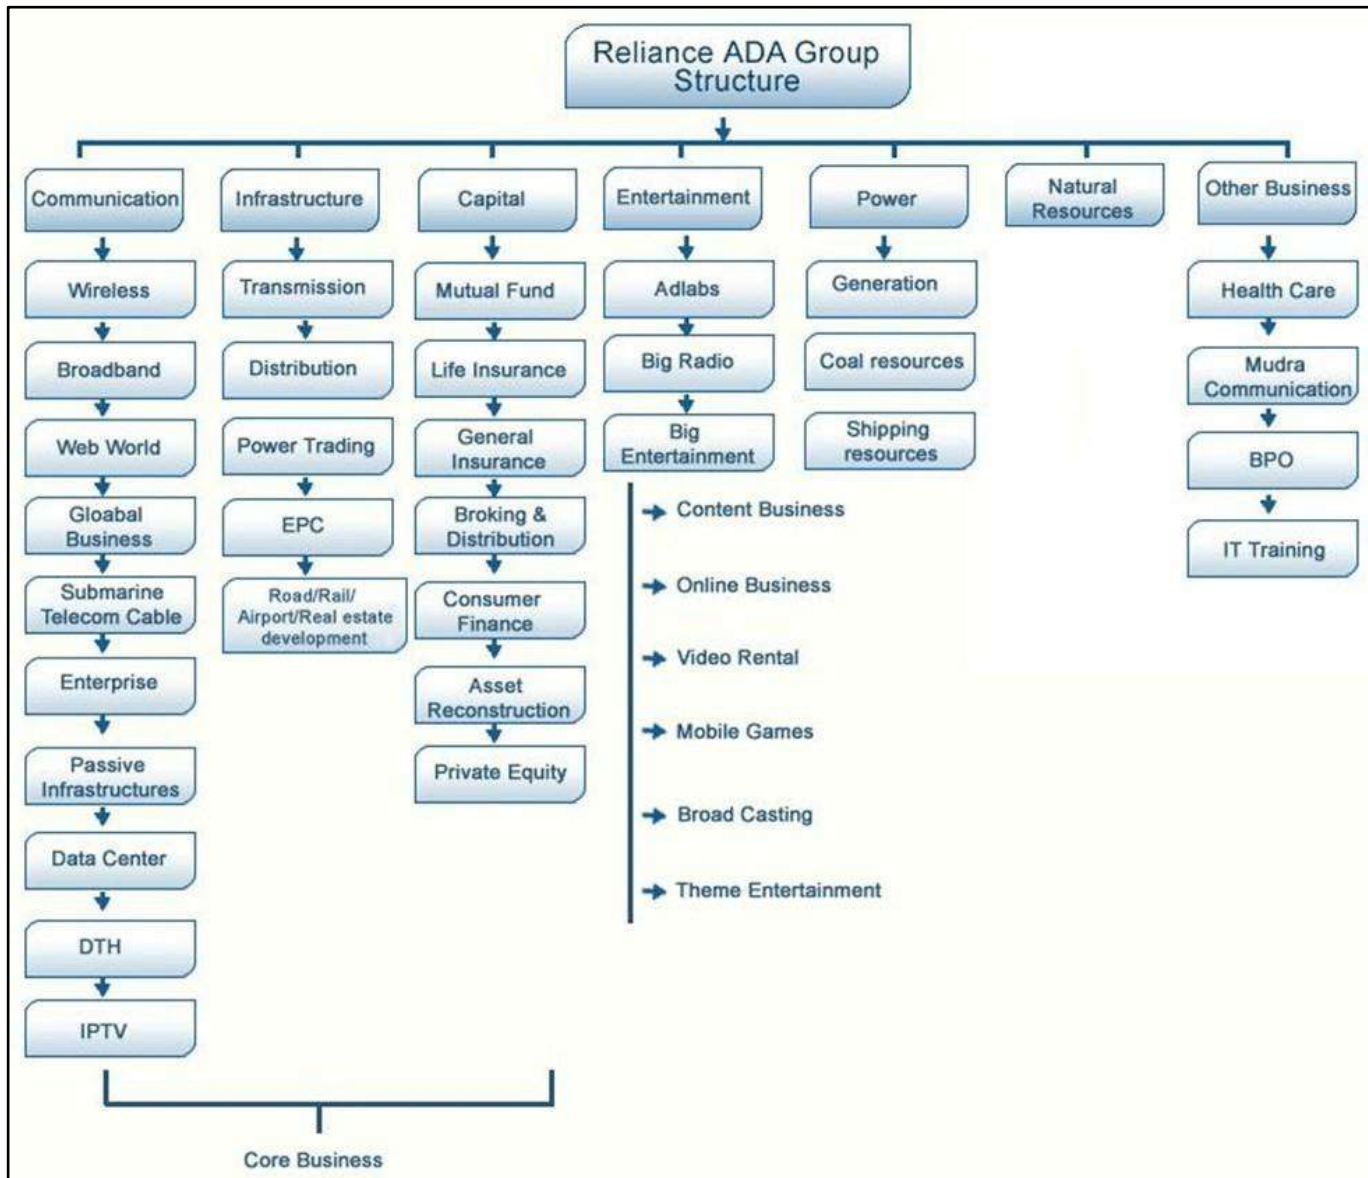 Reliance ADA Group
Structure
Communication
Wireless
Broadband
Web World
Gloabal
Business
Submarine
Telecom Cable
Enterprise
Passive
Infrastructures
Data Center
DTH
IPTV
Infrastructure
Transmission
Distribution
Power Trading
EPC
Road/Rail/
Airport/Real estate
development
Capital
Mutual Fund
Life Insurance
General
Insurance
Broking &
Distribution
Consumer
Finance
Asset
Reconstruction
Private Equity
Entertainment
Adlabs
Big Radio
Big
Entertainment
Content Business
Online Business
Video Rental
Mobile Games
Broad Casting
Theme Entertainment
Power
Generation
Coal resources
Shipping
resources
Natural
Resources
Other Business
Health Care
Mudra
Communication
BPO
IT Training
Core Business